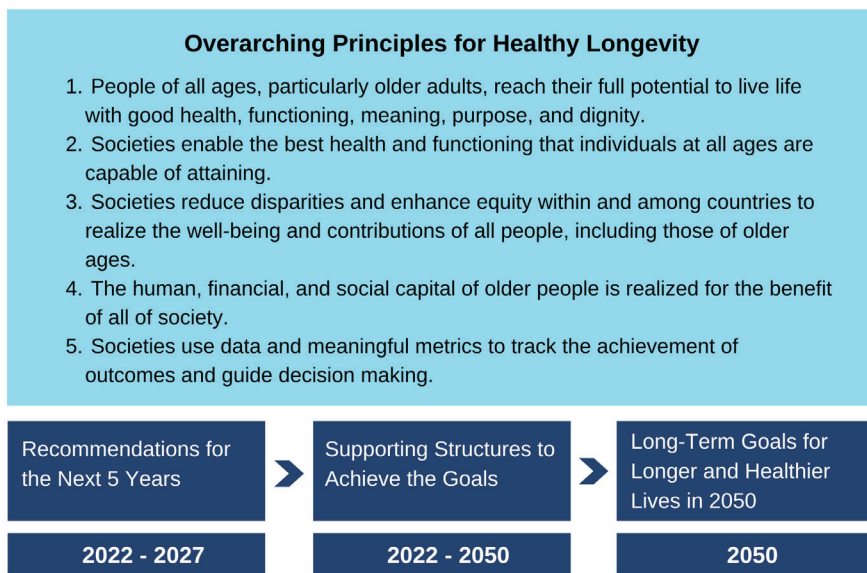 Overarching Principles for Healthy Longevity
1. People of all ages, particularly older adults, reach their full potential to live life
with good health, functioning, meaning, purpose, and dignity.
2. Societies enable the best health and functioning that individuals at all ages are
capable of attaining.
3. Societies reduce disparities and enhance equity within and among countries to
realize the well-being and contributions of all people, including those of older
ages.
4. The human, financial, and social capital of older people is realized for the benefit
of all of society.
5. Societies use data and meaningful metrics to track the achievement of
outcomes and guide decision making.
Recommendations for
the Next 5 Years
2022 - 2027
Supporting Structures to
Achieve the Goals
2022 - 2050
Long-Term Goals for
Longer and Healthier
Lives in 2050
2050